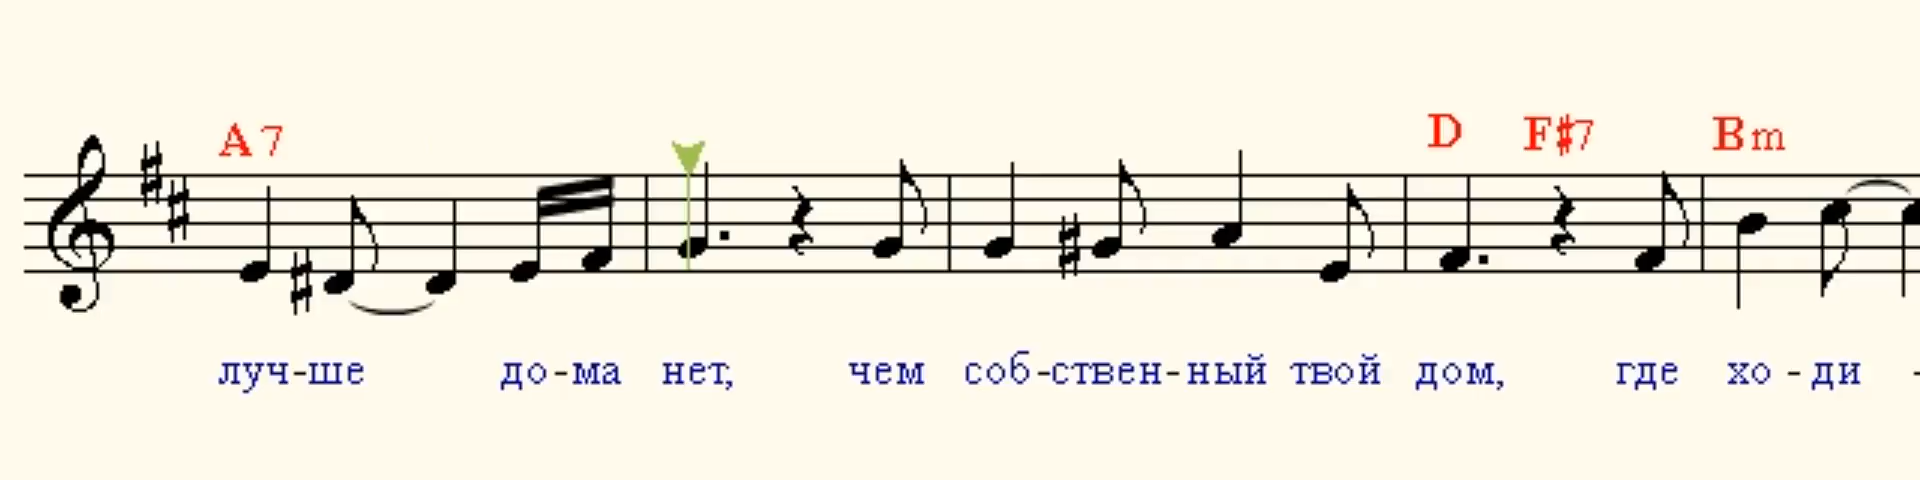 A7 D F#7 Bm
луч-ше до-ма нет, чем соб-ствен-ный твой дом, где хо-ди-